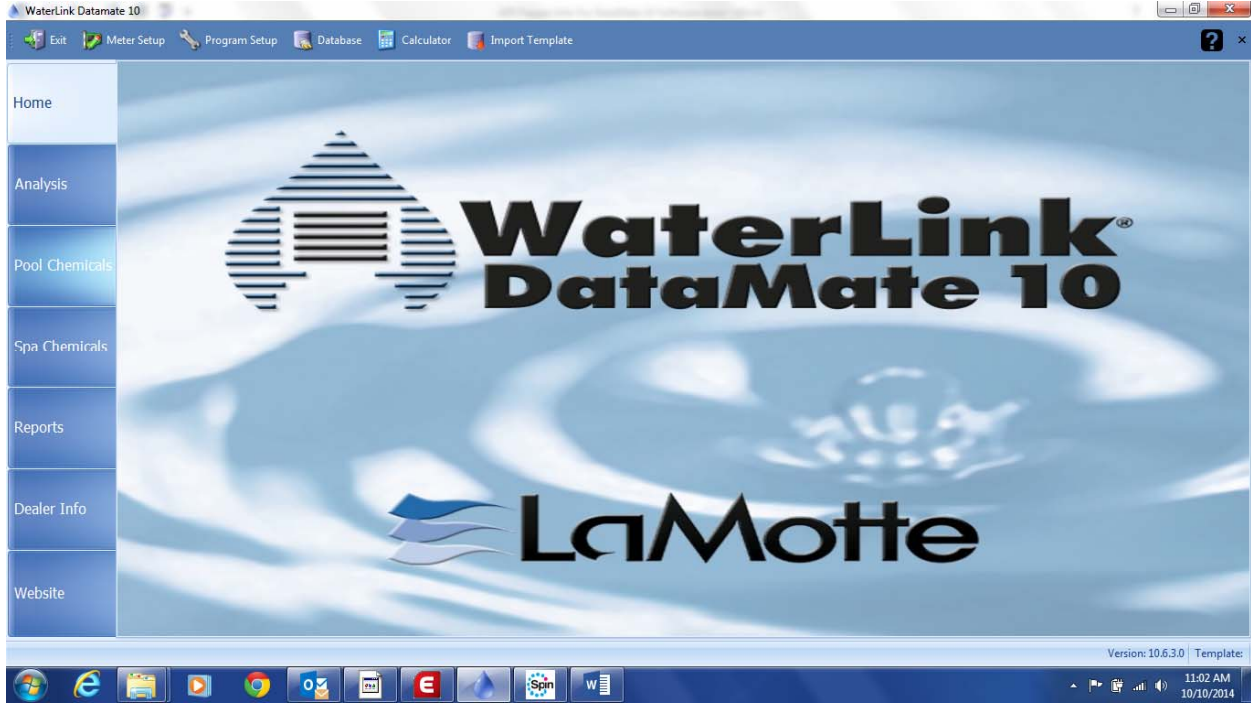 WaterLink Datamate 10
Exit Meter Setup Program Setup Database Calculator Import Template
?
Home
Analysis
Pool Chemicals
Spa Chemicals
Reports
Dealer Info
Website
WaterLink®
DataMate 10
LaMotte
Version: 10.6.3.0 Template:
Spin
11:02 AM
10/10/2014